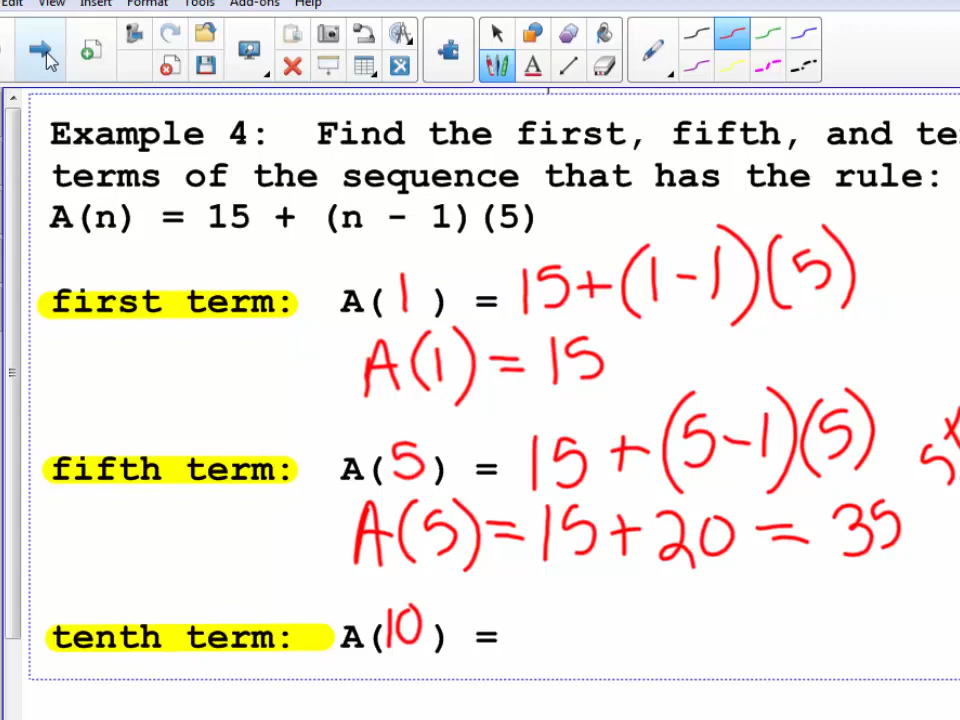 Edit View Insert Format Tools Add-ons Help
Example 4: Find the first, fifth, and
terms of the sequence that has the rule:
A(n) = 15 + (n - 1)(5)
first term: A(1) = 15+(1-1)(5)
A(1)=15
fifth term: A(5) = 15+(5-1)(5)
A(5)=15+20=35
tenth term: A(10) =